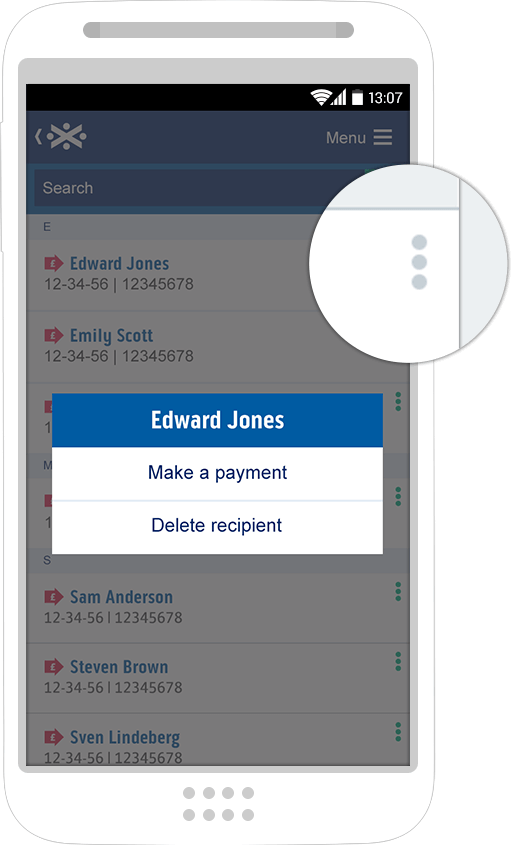 13:07
Menu
Search
E
Edward Jones
12-34-56 | 12345678
Emily Scott
12-34-56 | 12345678
£
1
Edward Jones
M
Make a payment
1
Delete recipient
S
Sam Anderson
12-34-56 | 12345678
Steven Brown
12-34-56 | 12345678
Sven Lindeberg
12-34-56 | 12345678